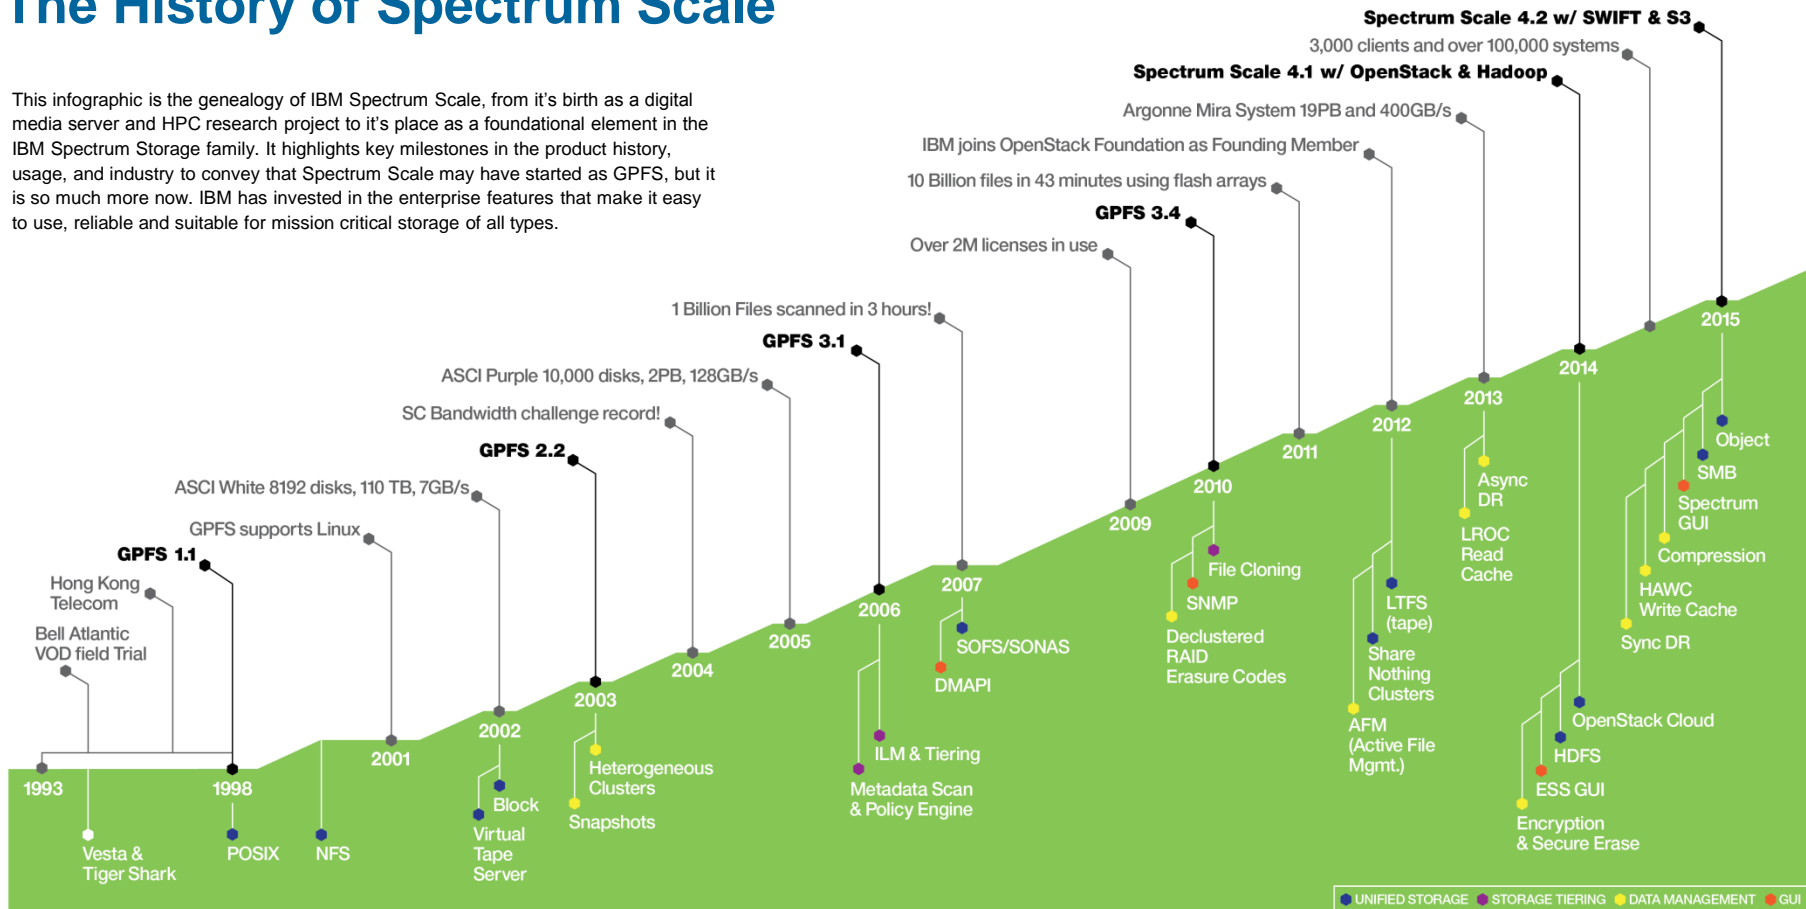 The History of Spectrum Scale
This infographic is the genealogy of IBM Spectrum Scale, from it's birth as a digital
media server and HPC research project to it's place as a foundational element in the
IBM Spectrum Storage family. It highlights key milestones in the product history,
usage, and industry to convey that Spectrum Scale may have started as GPFS, but it
is so much more now. IBM has invested in the enterprise features that make it easy
to use, reliable and suitable for mission critical storage of all types.
Spectrum Scale 4.2 w/ SWIFT & S3
3,000 clients and over 100,000 systems
Spectrum Scale 4.1 w/ OpenStack & Hadoop
Argonne Mira System 19PB and 400GB/s
IBM joins OpenStack Foundation as Founding Member
10 Billion files in 43 minutes using flash arrays
GPFS 3.4
Over 2M licenses in use
1 Billion Files scanned in 3 hours!
GPFS 3.1
ASCI Purple 10,000 disks, 2PB, 128GB/s
SC Bandwidth challenge record!
GPFS 2.2
ASCI White 8192 disks, 110 TB, 7GB/s
GPFS supports Linux
GPFS 1.1
Hong Kong
Telecom
Bell Atlantic
VOD field Trial
1993
Vesta &
Tiger Shark
1998
POSIX
NFS
2001
2002
Block
Virtual
Tape
Server
2003
Heterogeneous
Clusters
Snapshots
2004
2005
2006
ILM & Tiering
Metadata Scan
& Policy Engine
2007
SOFS/SONAS
DMAPI
2009
2010
File Cloning
SNMP
Declustered
RAID
Erasure Codes
2011
2012
LTFS
(tape)
Share
Nothing
Clusters
AFM
(Active File
Mgmt.)
2013
Async
DR
LROC
Read
Cache
2014
OpenStack Cloud
HDFS
ESS GUI
Encryption
& Secure Erase
2015
Object
SMB
Spectrum
GUI
Compression
HAWC
Write Cache
Sync DR
UNIFIED STORAGE STORAGE TIERING DATA MANAGEMENT GUI